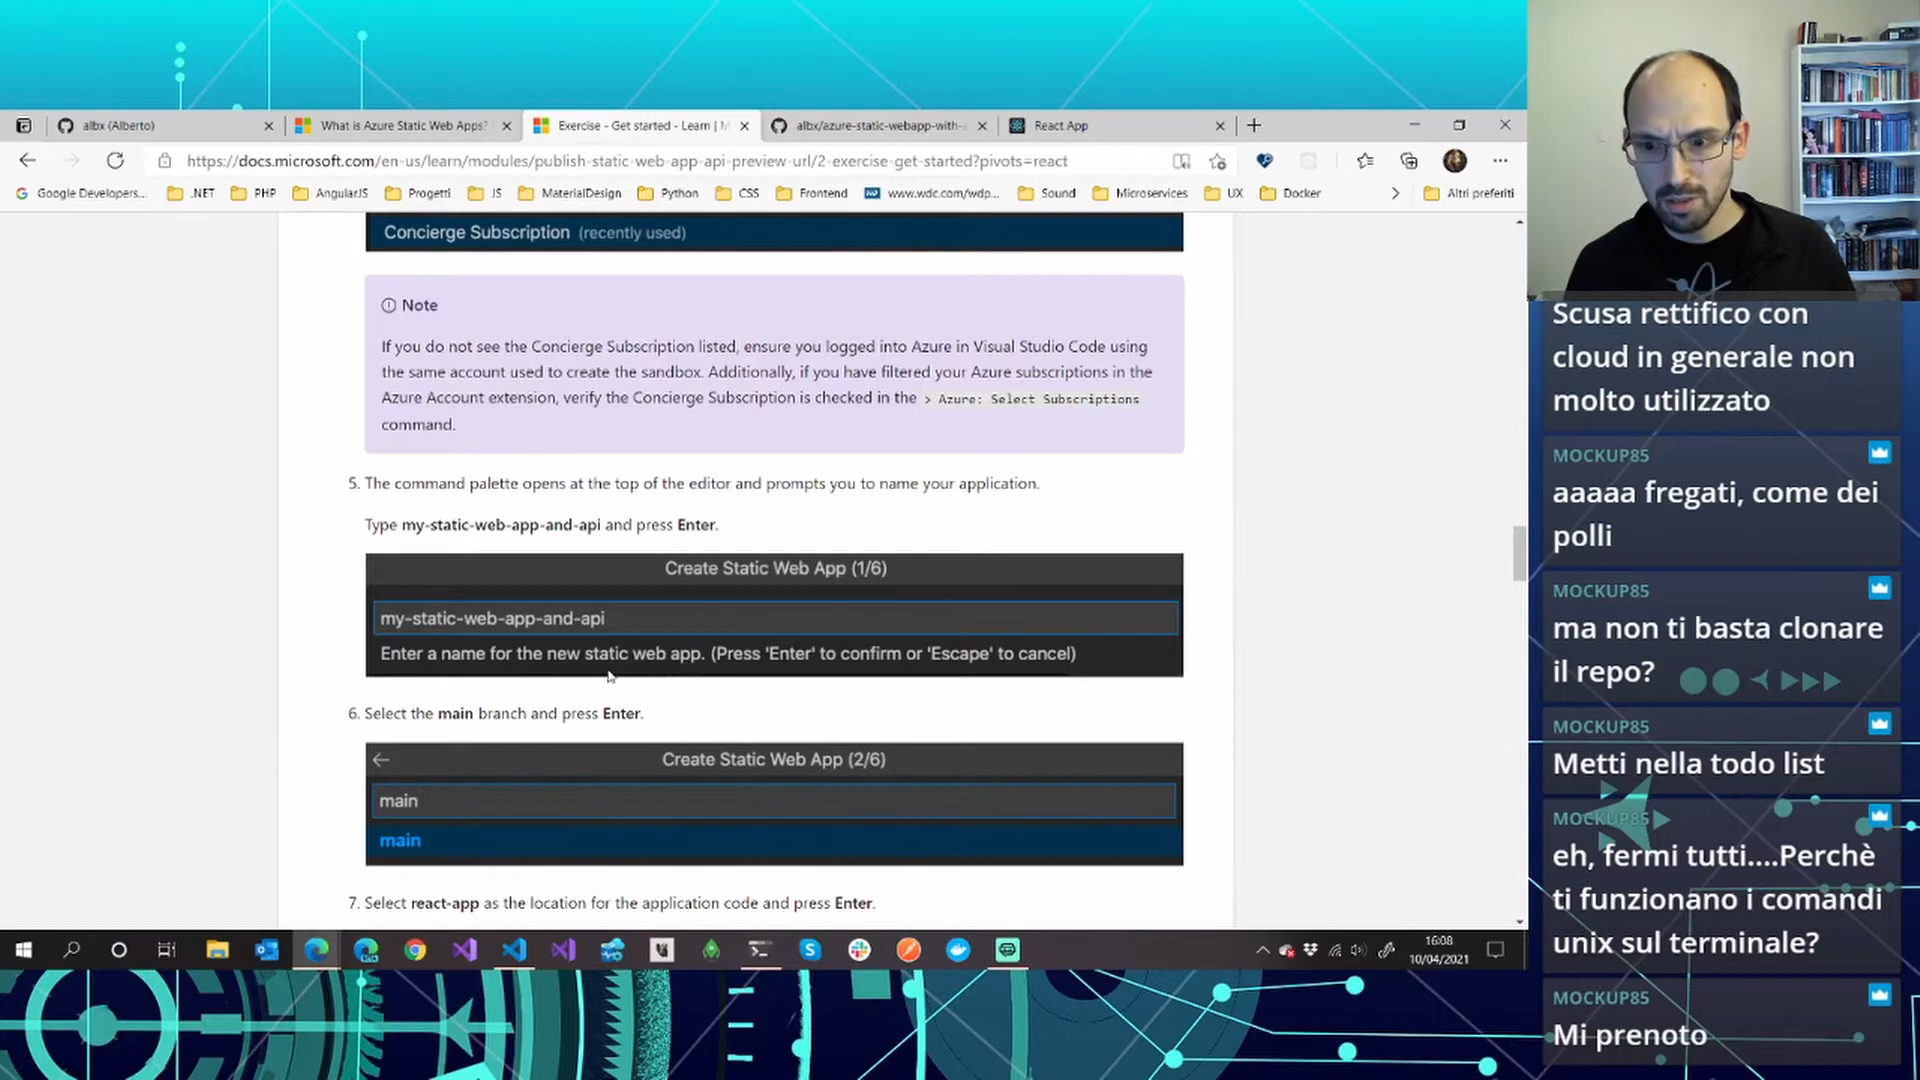 albx (Alberto)
What is Azure Static Web Apps?
Exercise - Get started - Learn | M
albx/azure-static-webapp-with-
React App
https://docs.microsoft.com/en-us/learn/modules/publish-static-web-app-api-preview-url/2-exercise-get-started?pivots=react
Google Developers...
.NET
PHP
AngularJS
Progetti
JS
MaterialDesign
Python
CSS
Frontend
www.wdc.com/wdp...
Sound
Microservices
UX
Docker
Altri preferiti
Concierge Subscription (recently used)
Note
If you do not see the Concierge Subscription listed, ensure you logged into Azure in Visual Studio Code using
the same account used to create the sandbox. Additionally, if you have filtered your Azure subscriptions in the
Azure Account extension, verify the Concierge Subscription is checked in the > Azure: Select Subscriptions
command.
5. The command palette opens at the top of the editor and prompts you to name your application.
Type my-static-web-app-and-api and press Enter.
Create Static Web App (1/6)
my-static-web-app-and-api
Enter a name for the new static web app. (Press 'Enter' to confirm or 'Escape' to cancel)
6. Select the main branch and press Enter.
Create Static Web App (2/6)
main
main
7. Select react-app as the location for the application code and press Enter.
16:08
10/04/2021
Scusa rettifico con
cloud in generale non
molto utilizzato
MOCKUP85
aaaaa fregati, come dei
polli
MOCKUP85
ma non ti basta clonare
il repo?
MOCKUP85
Metti nella todo list
MOCKUP85
eh, fermi tutti....Perchè
ti funzionano i comandi
unix sul terminale?
MOCKUP85
Mi prenoto